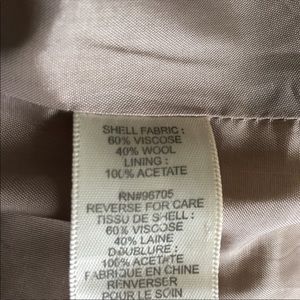 SHELL FABRIC :
60% VISCOSE
40% WOOL
LINING :
100% ACETATE
RN#96705
REVERSE FOR CARE
TISSU DE SHELL :
60% VISCOSE
40% LAINE
DOUBLURE :
100% ACETATE
FABRIQUE EN CHINE
RENVERSER
POUR LE SOIN